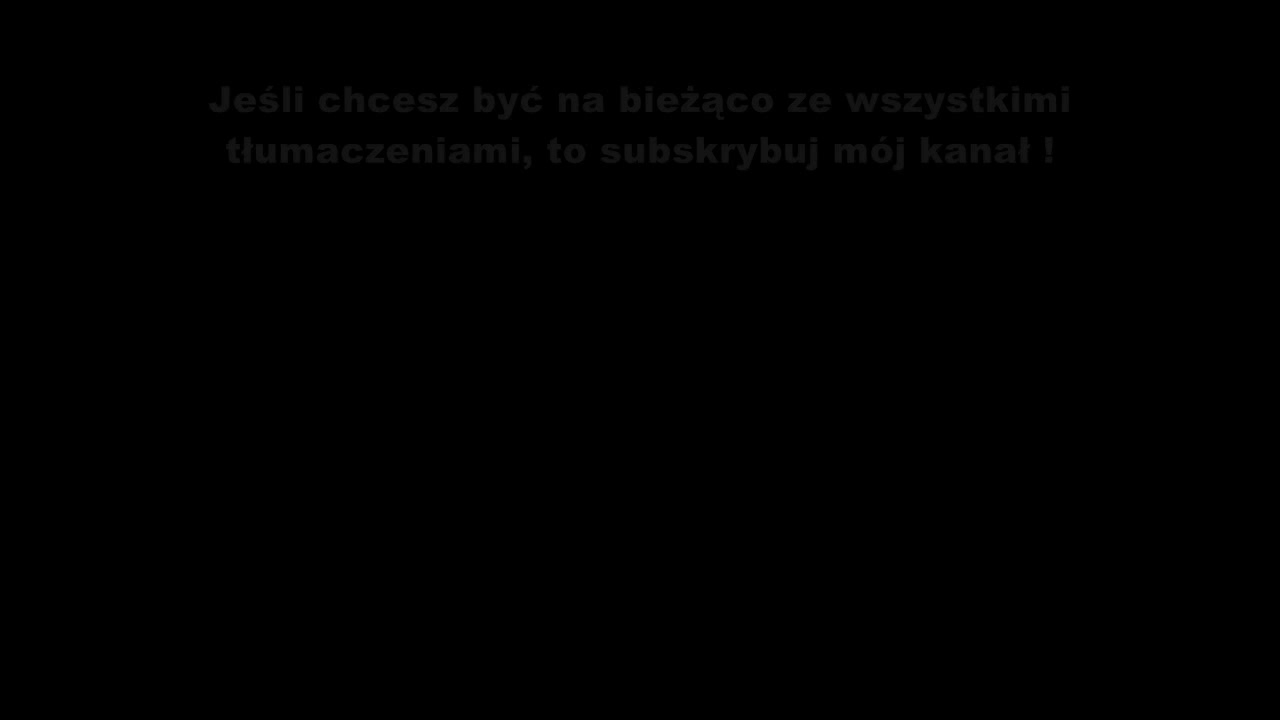 Jeśli chcesz być na bieżąco ze wszystkimi
tłumaczeniami, to subskrybuj mój kanał !